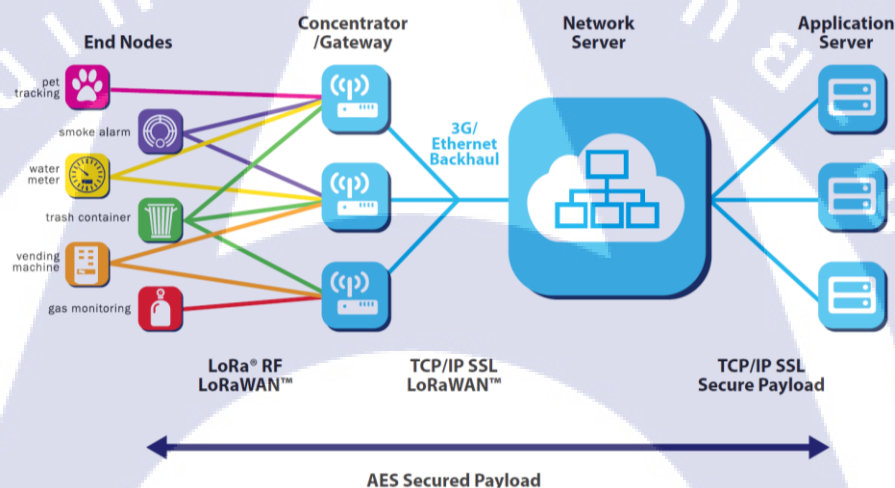 End Nodes
Concentrator
/Gateway
Network
Server
Application
Server
pet
tracking
smoke alarm
water
meter
trash container
vending
machine
gas monitoring
3G/
Ethernet
Backhaul
LoRa® RF
LoRaWAN™
TCP/IP SSL
LoRaWAN™
TCP/IP SSL
Secure Payload
AES Secured Payload